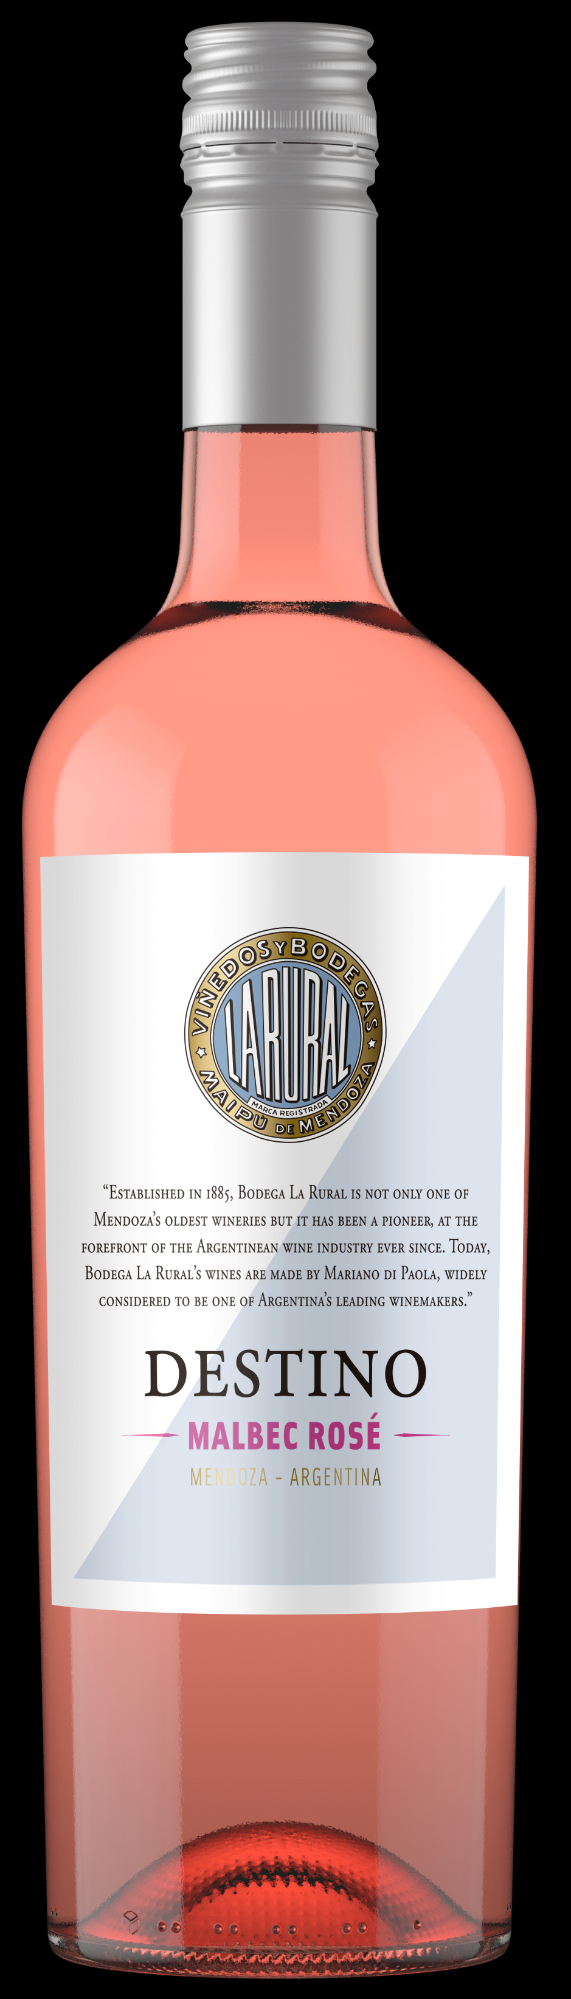 VIÑEDOS Y BODEGAS
LA RURAL
MARCA REGISTRADA
MAIPÚ DE MENDOZA
“Established in 1885, Bodega La Rural is not only one of
Mendoza’s oldest wineries but it has been a pioneer, at the
forefront of the Argentinean wine industry ever since. Today,
Bodega La Rural’s wines are made by Mariano di Paola, widely
considered to be one of Argentina’s leading winemakers.”
DESTINO
MALBEC ROSÉ
MENDOZA - ARGENTINA